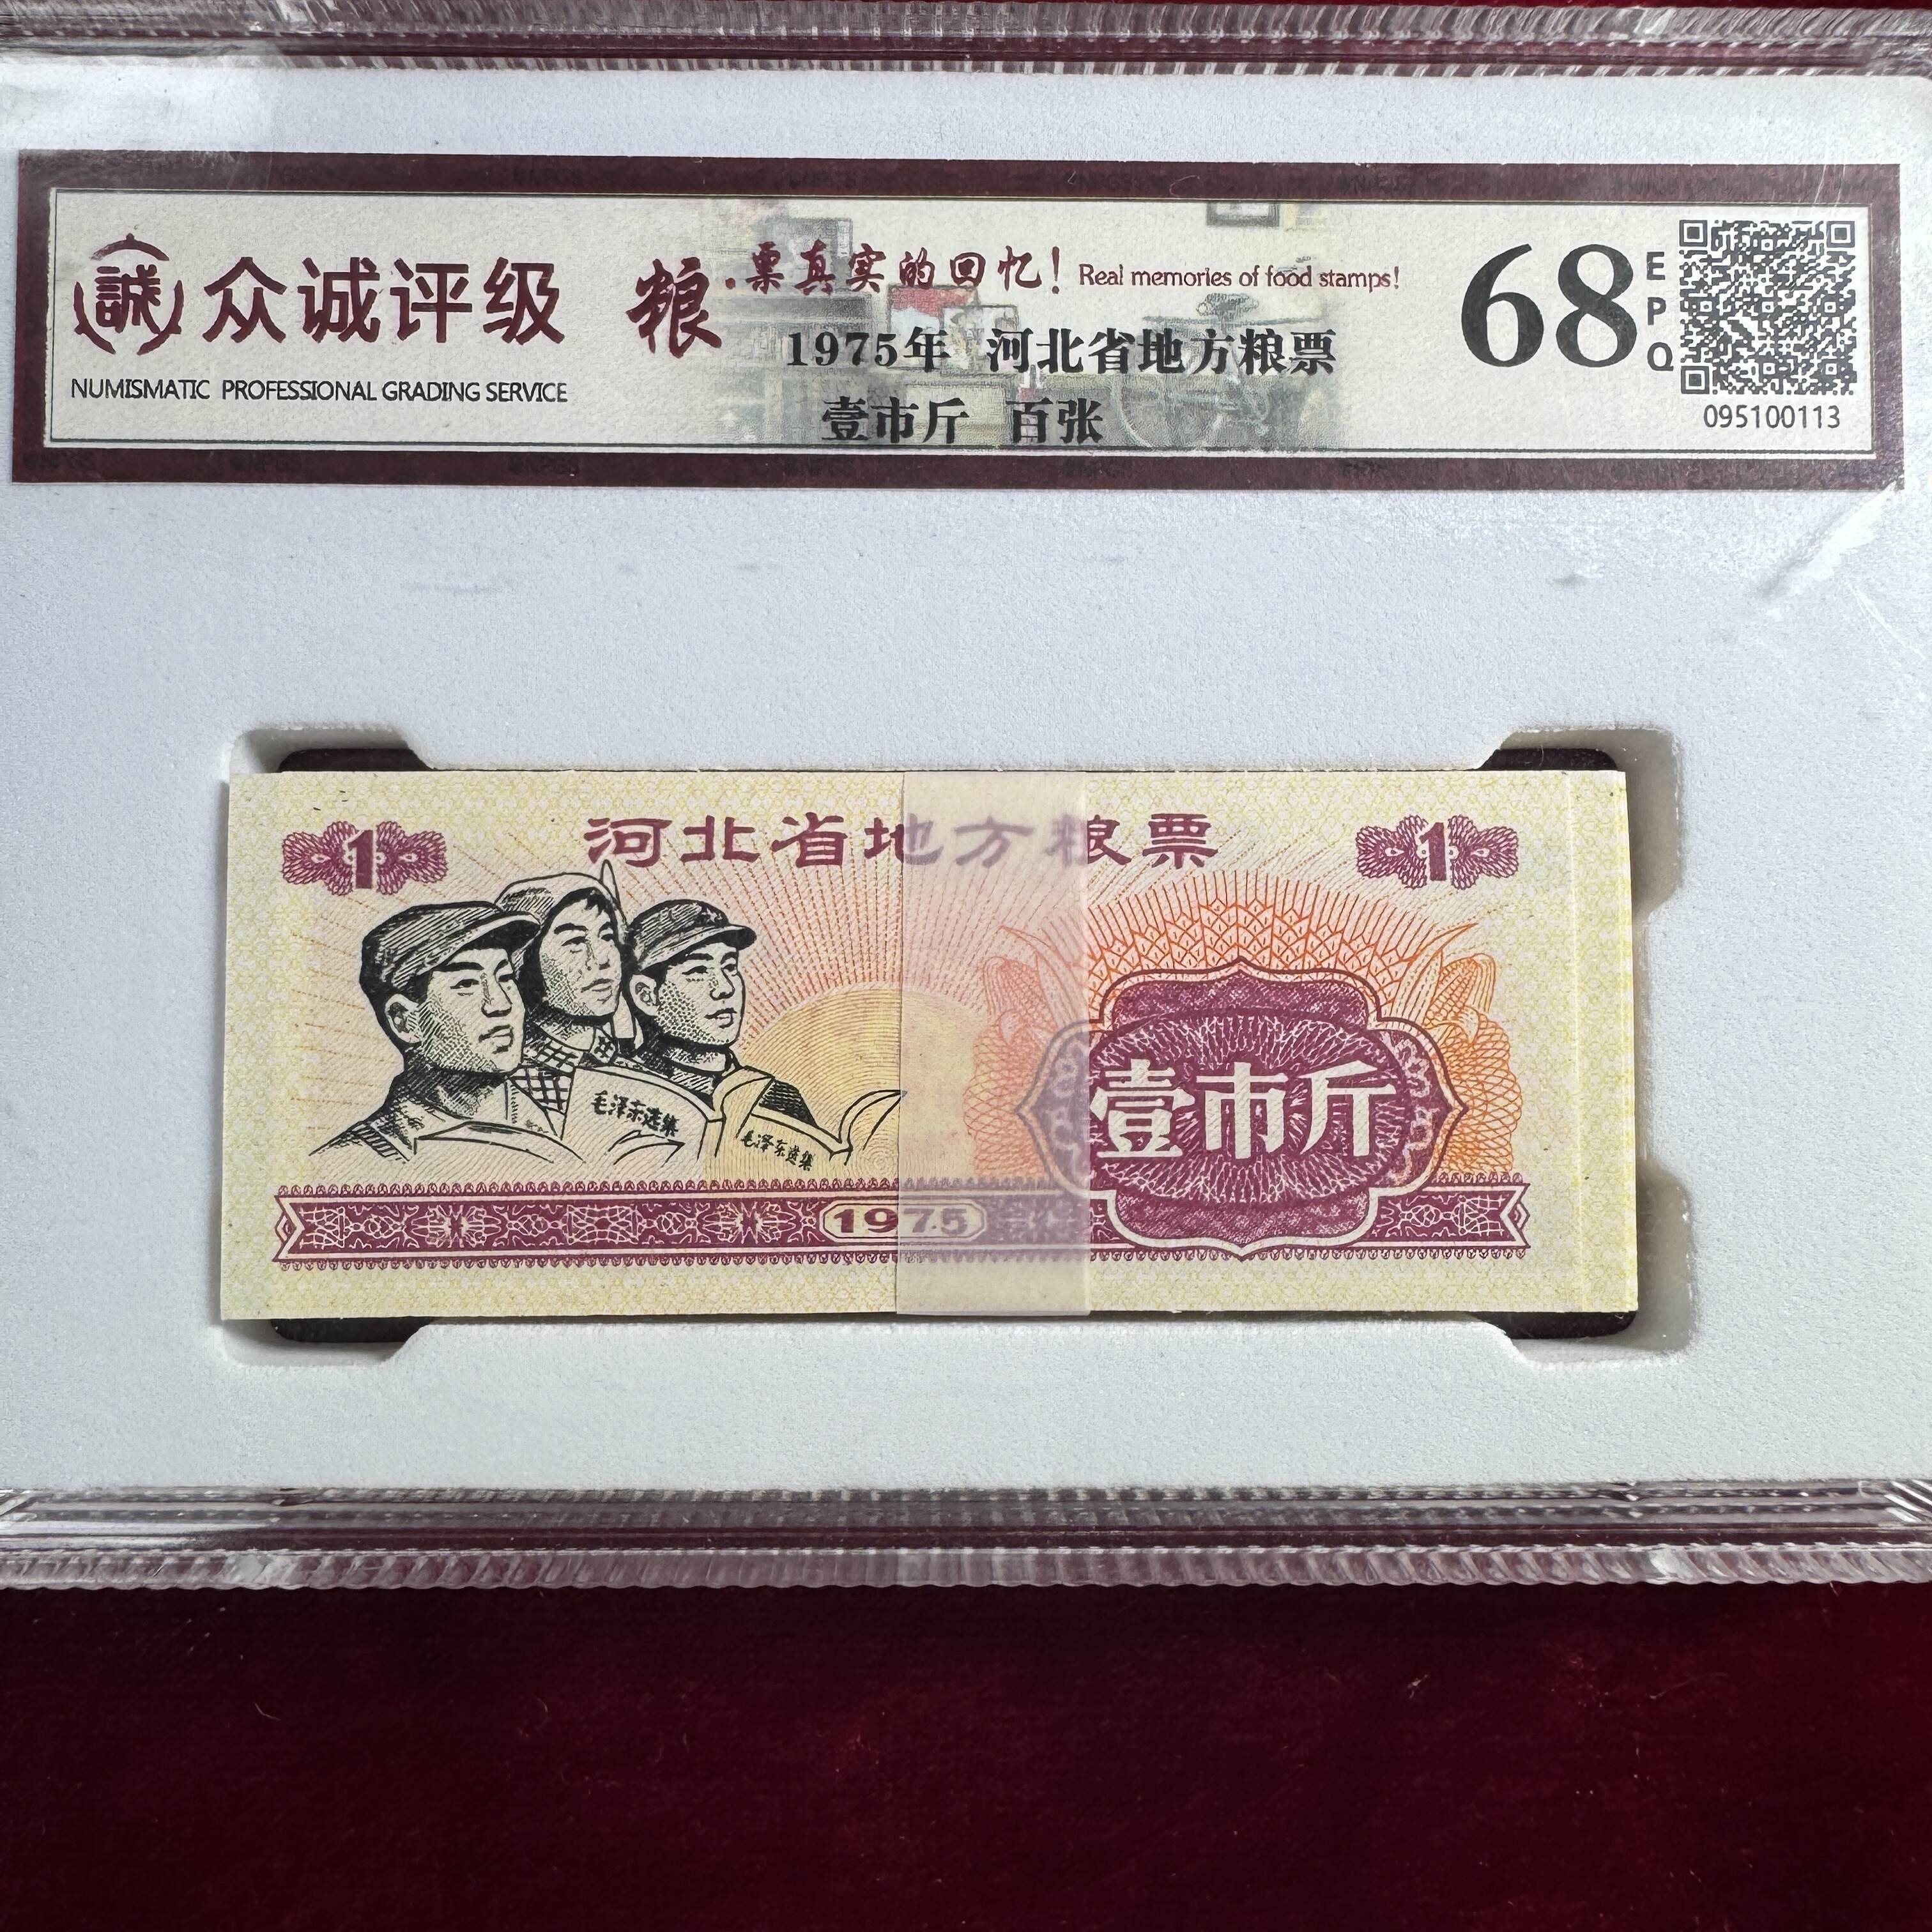 誠 众诚评级
NUMISMATIC PROFESSIONAL GRADING SERVICE
粮·票真实的回忆! Real memories of food stamps!
1975年 河北省地方粮票
壹市斤 百张
68 EPQ
095100113
河北省地方粮票
1
1
毛泽东选集
毛泽东选集
壹市斤
1975